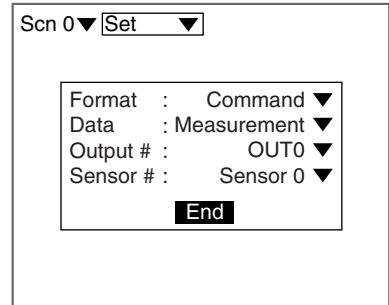 Scn 0▼ Set ▼
Format : Command ▼
Data : Measurement ▼
Output # : OUT0 ▼
Sensor # : Sensor 0 ▼
End